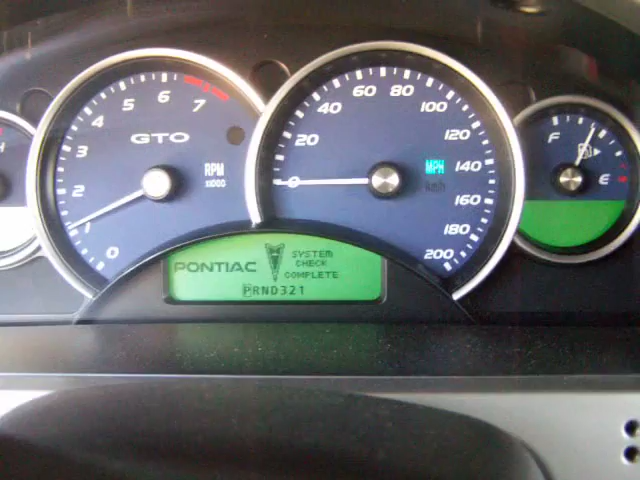 H
0
1
2
3
4
5
6
7
GTO
RPM
x1000
0
20
40
60
80
100
120
140
160
180
200
MPH
km/h
F
E
PONTIAC
SYSTEM
CHECK
COMPLETE
PRND321